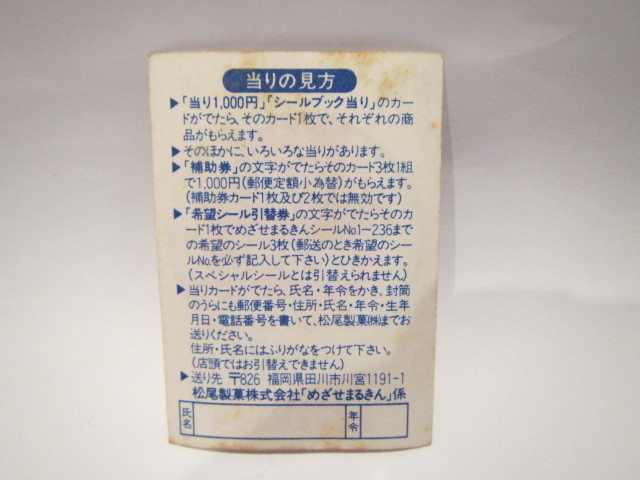 当りの見方
▶「当り1,000円」「シールブック当り」のカー
ドがでたら、そのカード1枚で、それぞれの商
品がもらえます。
▶そのほかに、いろいろな当りがあります。
▶「補助券」の文字がでたらそのカード3枚1組
で1,000円(郵便定額小為替)がもらえます。
(補助券カード1枚及び2枚では無効です)
▶「希望シール引替券」の文字がでたらそのカ
ード1枚でめざせまるきんシールNo.1〜236まで
の希望のシール3枚(郵送のとき希望のシー
ルNo.を必ず記入して下さい)とひきかえます。
(スペシャルシールとは引替えられません)
▶当りカードがでたら、氏名・年令をかき、封筒
のうらにも郵便番号・住所・氏名・年令・生年
月日・電話番号を書いて、松尾製菓㈱までお
送りください。
住所・氏名にはふりがなをつけて下さい。
(店頭ではお引替えできません)
▶送り先 〒826 福岡県田川市川宮1191-1
松尾製菓株式会社「めざせまるきん」係
氏名 年令